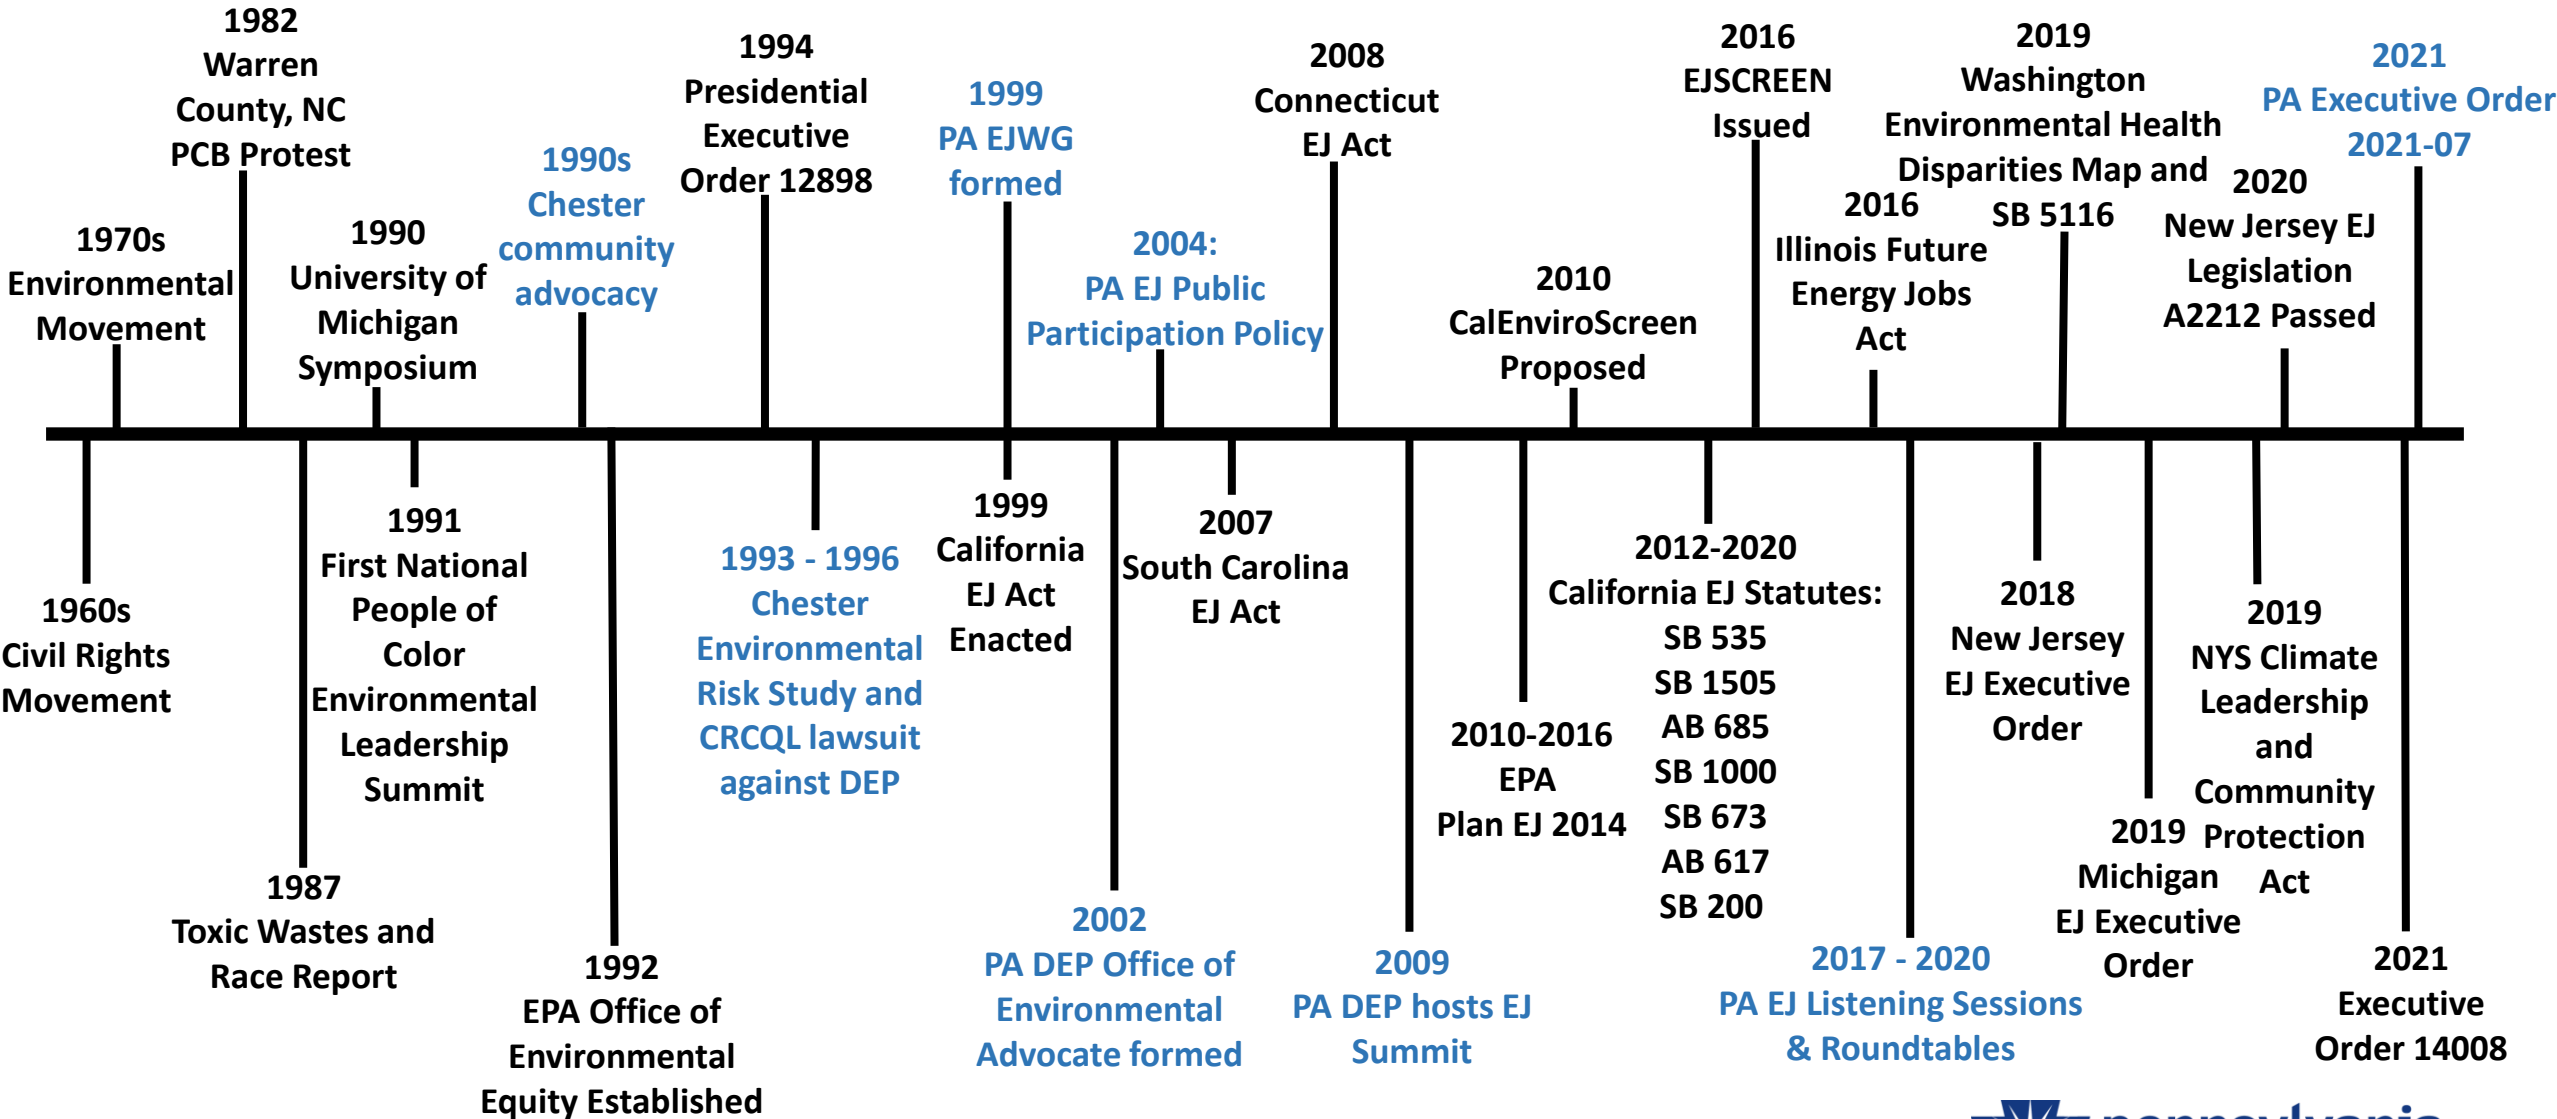 1960s
Civil Rights
Movement
1970s
Environmental
Movement
1982
Warren
County, NC
PCB Protest
1987
Toxic Wastes and
Race Report
1990
University of
Michigan
Symposium
1991
First National
People of
Color
Environmental
Leadership
Summit
1990s
Chester
community
advocacy
1992
EPA Office of
Environmental
Equity Established
1994
Presidential
Executive
Order 12898
1993 - 1996
Chester
Environmental
Risk Study and
CRCQL lawsuit
against DEP
1999
PA EJWG
formed
1999
California
EJ Act
Enacted
2002
PA DEP Office of
Environmental
Advocate formed
2004:
PA EJ Public
Participation Policy
2007
South Carolina
EJ Act
2008
Connecticut
EJ Act
2009
PA DEP hosts EJ
Summit
2010-2016
EPA
Plan EJ 2014
2010
CalEnviroScreen
Proposed
2012-2020
California EJ Statutes:
SB 535
SB 1505
AB 685
SB 1000
SB 673
AB 617
SB 200
2016
EJSCREEN
Issued
2016
Illinois Future
Energy Jobs
Act
2017 - 2020
PA EJ Listening Sessions
& Roundtables
2018
New Jersey
EJ Executive
Order
2019
Washington
Environmental Health
Disparities Map and
SB 5116
2019
Michigan
EJ Executive
Order
2019
NYS Climate
Leadership
and
Community
Protection
Act
2020
New Jersey EJ
Legislation
A2212 Passed
2021
Executive
Order 14008
2021
PA Executive Order
2021-07
pennsylvania